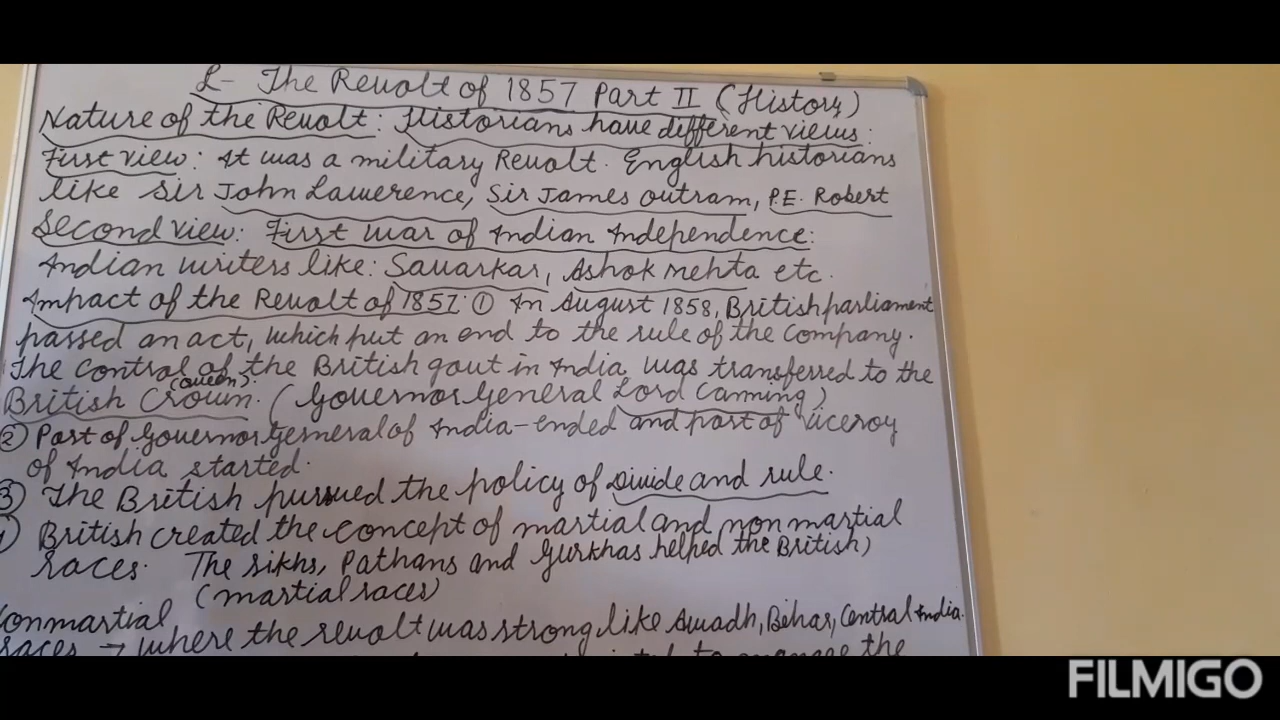 L- The Revolt of 1857 Part II (History)
Nature of the Revolt: Historians have different views:
First view: It was a military Revolt. English historians
like Sir John Lawerence, Sir James Outram, P.E. Robert
Second view: First war of Indian Independence:
Indian writers like: Savarkar, Ashok Mehta etc.
Impact of the Revolt of 1857: ① In August 1858, British parliament
passed an act, which put an end to the rule of the Company.
The Control of the British govt in India was transferred to the
(Queen).
British Crown. (Governor General Lord Canning)
② Post of Governor General of India-ended and post of Viceroy
of India started.
③ The British pursued the policy of Divide and rule.
British created the concept of martial and non martial
races. The Sikhs, Pathans and Gurkhas helped the British)
(martial races)
onmartial
races → where the revolt was strong like Awadh, Bihar, Central India.
to manage the
FILMIGO